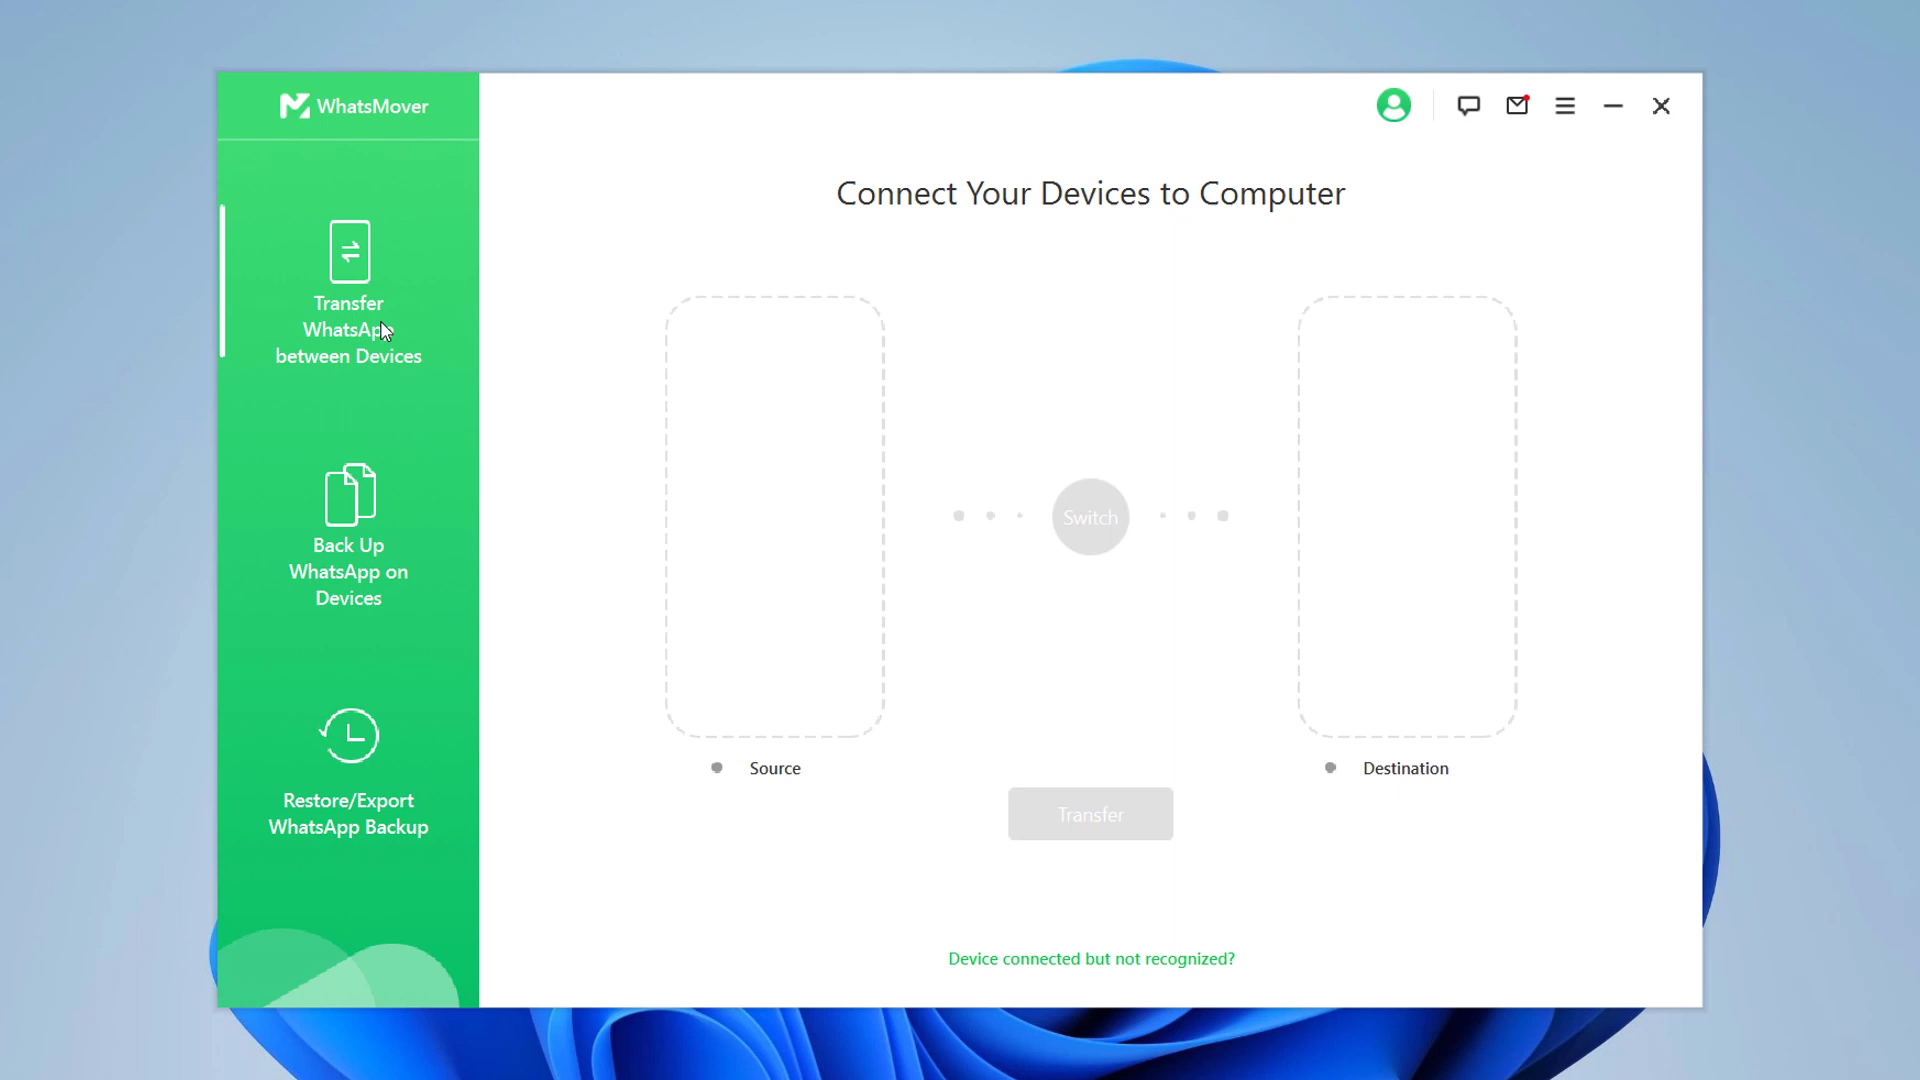 WhatsMover
Transfer
WhatsApp
between Devices
Back Up
WhatsApp on
Devices
Restore/Export
WhatsApp Backup
Connect Your Devices to Computer
Switch
Source
Destination
Transfer
Device connected but not recognized?